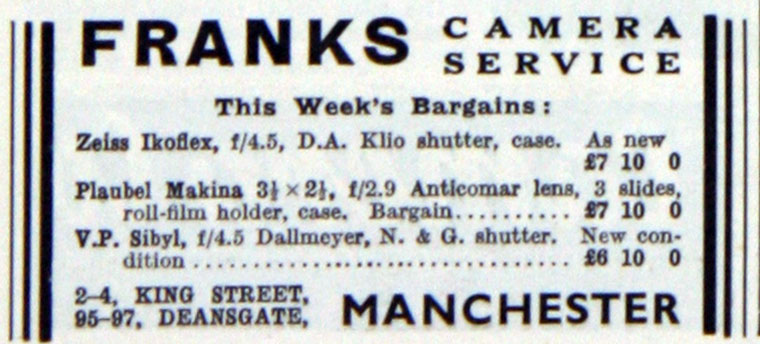 FRANKS CAMERA SERVICE
This Week's Bargains:
Zeiss Ikoflex, f/4.5, D.A. Klio shutter, case. As new
£7 10 0
Plaubel Makina 3¼ × 2¼, f/2.9 Anticomar lens, 3 slides,
roll-film holder, case. Bargain.......... £7 10 0
V.P. Sibyl, f/4.5 Dallmeyer, N. & G. shutter. New con-
dition ................................ £6 10 0
2–4, KING STREET,
95–97, DEANSGATE, MANCHESTER